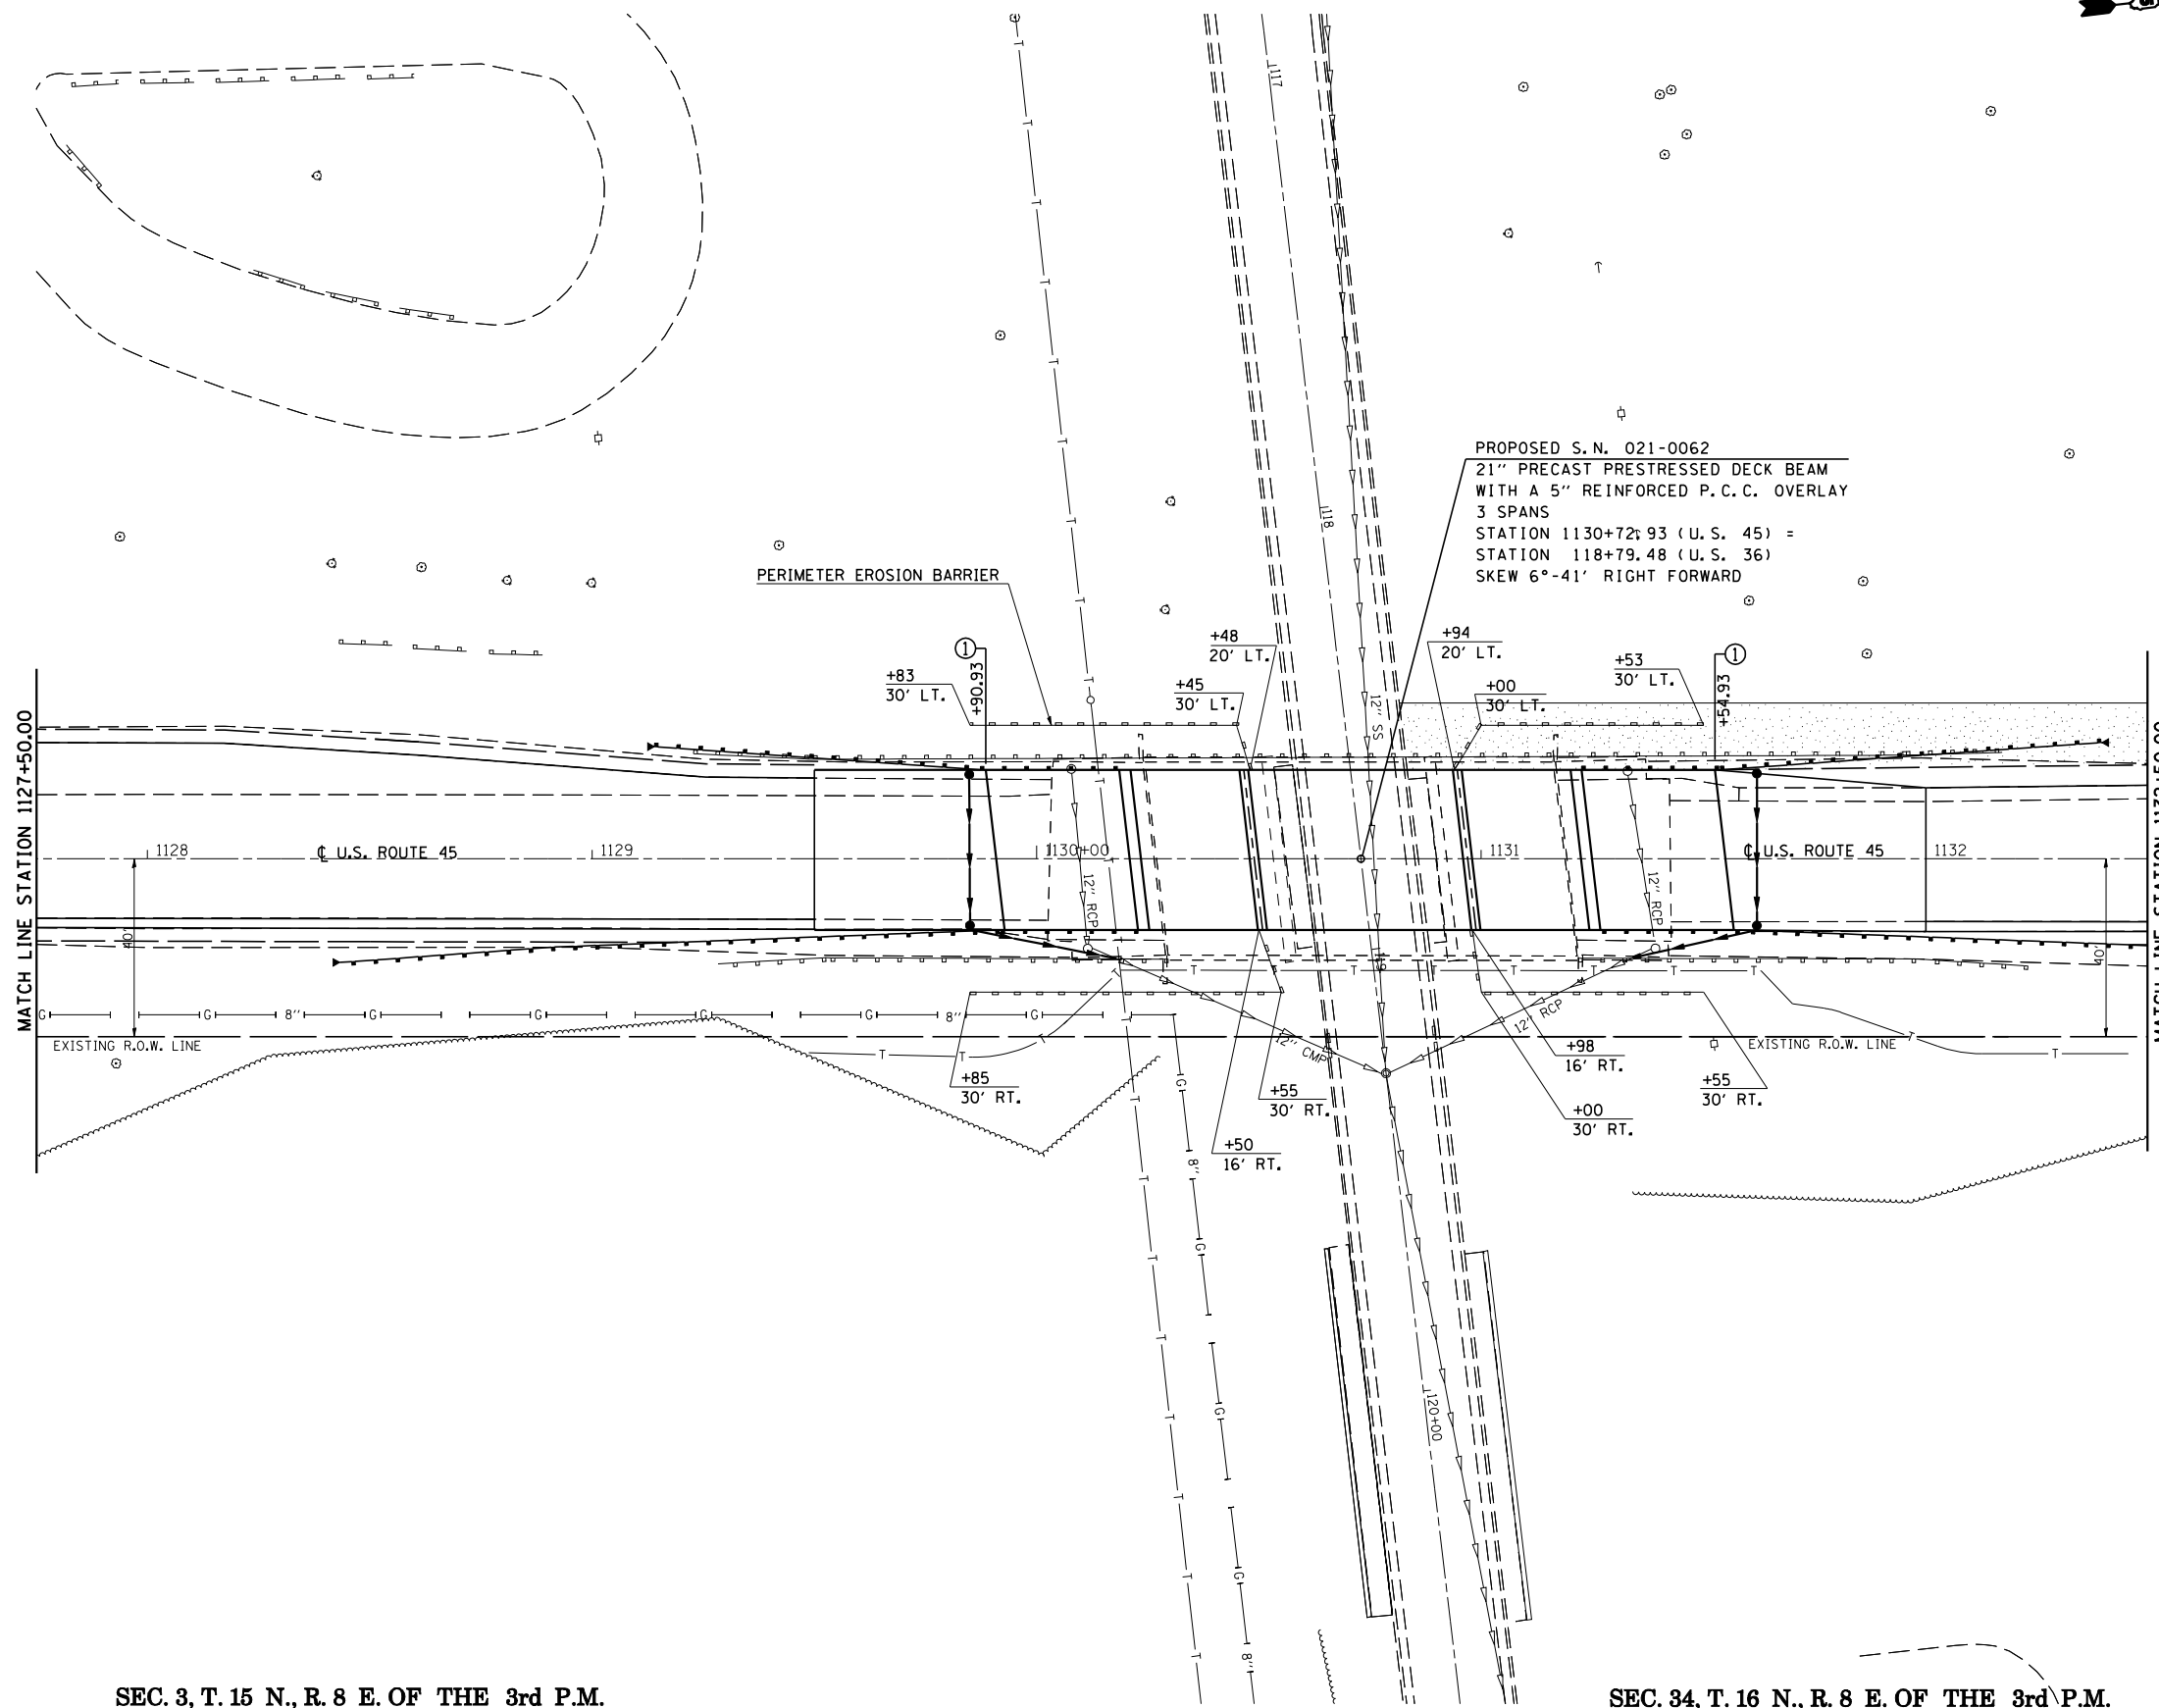 117
118
PROPOSED S.N. 021-0062
21" PRECAST PRESTRESSED DECK BEAM
WITH A 5" REINFORCED P.C.C. OVERLAY
3 SPANS
STATION 1130+72.93 (U.S. 45) =
STATION 118+79.48 (U.S. 36)
SKEW 6°-41' RIGHT FORWARD
PERIMETER EROSION BARRIER
+48
20' LT.
+94
20' LT.
1
1
+83
30' LT.
+90.93
+45
30' LT.
12" SS
+00
30' LT.
+53
30' LT.
+54.93
MATCH LINE STATION 1127+50.00
1128
℄ U.S. ROUTE 45
1129
1130+00
1131
℄ U.S. ROUTE 45
1132
12" RCP
12" RCP
40'
119
40'
G
G
8"
G
G
G
G
8"
G
EXISTING R.O.W. LINE
12" CMP
12" RCP
EXISTING R.O.W. LINE
+98
16' RT.
+85
30' RT.
+55
30' RT.
+55
30' RT.
+00
30' RT.
+50
16' RT.
G
8"
G
G
120+00
G
8"
SEC. 3, T. 15 N., R. 8 E. OF THE 3rd P.M.
SEC. 34, T. 16 N., R. 8 E. OF THE 3rd P.M.